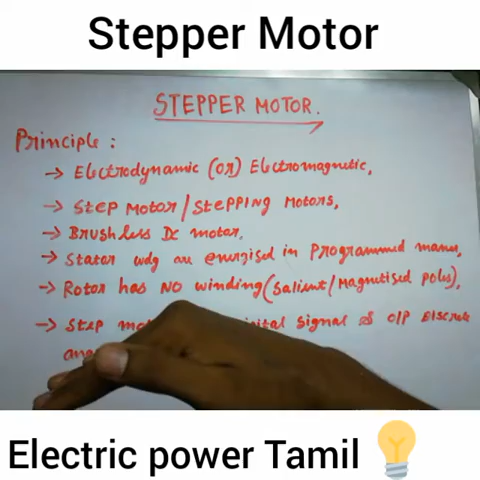 Stepper Motor
STEPPER MOTOR.
Principle :
→ Electrodynamic (or) Electromagnetic,
→ Step motor / Stepping motors,
→ Brushless Dc motor,
→ Stator wdg are energised in Programmed manner,
→ Rotor has NO winding (Salient / Magnetised poles),
→ Step signal & O/P Discrete
Electric power Tamil